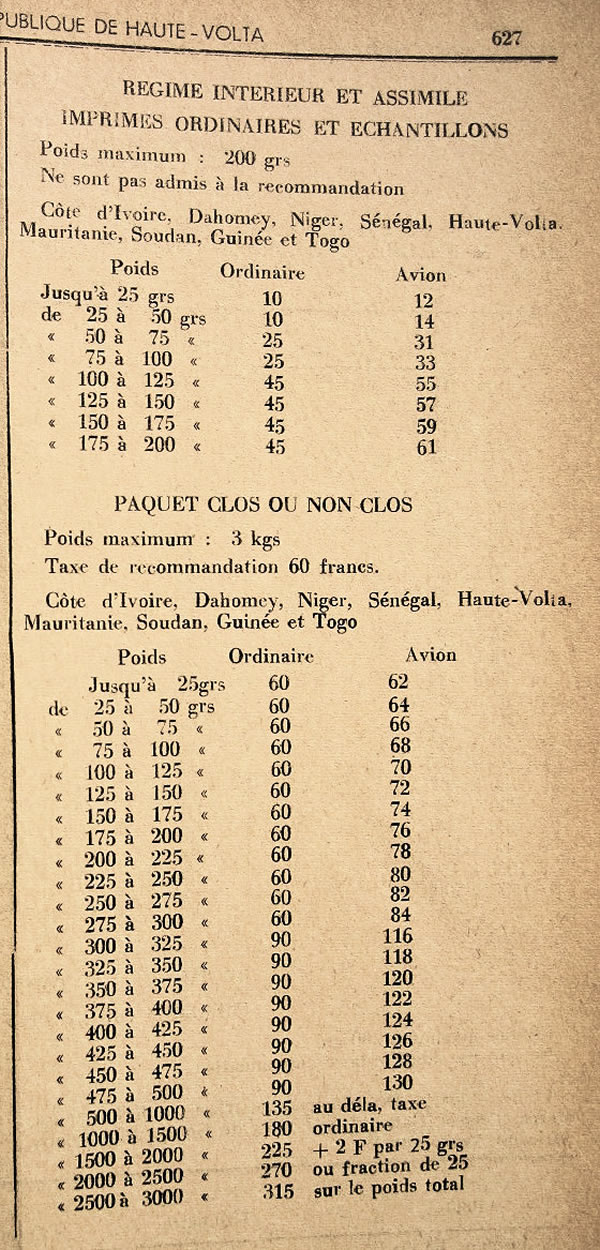 PUBLIQUE DE HAUTE-VOLTA 627
REGIME INTERIEUR ET ASSIMILE
IMPRIMES ORDINAIRES ET ECHANTILLONS
Poids maximum : 200 grs
Ne sont pas admis à la recommandation
Côte d'Ivoire, Dahomey, Niger, Sénégal, Haute-Volta,
Mauritanie, Soudan, Guinée et Togo
Poids Ordinaire Avion
Jusqu'à 25 grs 10 12
de 25 à 50 grs 10 14
« 50 à 75 « 25 31
« 75 à 100 « 25 33
« 100 à 125 « 45 55
« 125 à 150 « 45 57
« 150 à 175 « 45 59
« 175 à 200 « 45 61
PAQUET CLOS OU NON CLOS
Poids maximum : 3 kgs
Taxe de recommandation 60 francs.
Côte d'Ivoire, Dahomey, Niger, Sénégal, Haute-Volta,
Mauritanie, Soudan, Guinée et Togo
Poids Ordinaire Avion
Jusqu'à 25grs 60 62
de 25 à 50 grs 60 64
« 50 à 75 « 60 66
« 75 à 100 « 60 68
« 100 à 125 « 60 70
« 125 à 150 « 60 72
« 150 à 175 « 60 74
« 175 à 200 « 60 76
« 200 à 225 « 60 78
« 225 à 250 « 60 80
« 250 à 275 « 60 82
« 275 à 300 « 60 84
« 300 à 325 « 90 116
« 325 à 350 « 90 118
« 350 à 375 « 90 120
« 375 à 400 « 90 122
« 400 à 425 « 90 124
« 425 à 450 « 90 126
« 450 à 475 « 90 128
« 475 à 500 « 90 130
« 500 à 1000 « 135 au déla, taxe
« 1000 à 1500 « 180 ordinaire
« 1500 à 2000 « 225 + 2 F par 25 grs
« 2000 à 2500 « 270 ou fraction de 25
« 2500 à 3000 « 315 sur le poids total